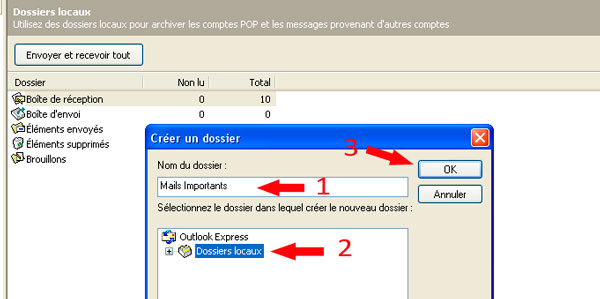 Dossiers locaux
Utilisez des dossiers locaux pour archiver les comptes POP et les messages provenant d'autres comptes
Envoyer et recevoir tout
Dossier Non lu Total
Boîte de réception 0 10
Boîte d'envoi 0 0
Éléments envoyés
Éléments supprimés
Brouillons
Créer un dossier
Nom du dossier :
3
OK
Mails Importants
1
Annuler
Sélectionnez le dossier dans lequel créer le nouveau dossier :
Outlook Express
Dossiers locaux
2